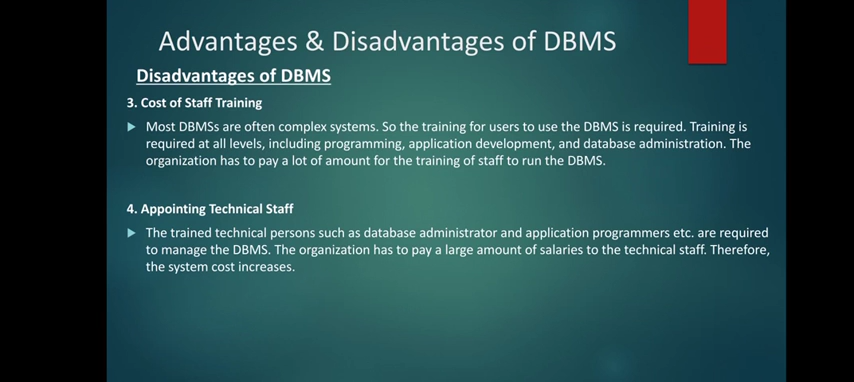 Advantages & Disadvantages of DBMS
Disadvantages of DBMS
3. Cost of Staff Training
Most DBMSs are often complex systems. So the training for users to use the DBMS is required. Training is
required at all levels, including programming, application development, and database administration. The
organization has to pay a lot of amount for the training of staff to run the DBMS.
4. Appointing Technical Staff
The trained technical persons such as database administrator and application programmers etc. are required
to manage the DBMS. The organization has to pay a large amount of salaries to the technical staff. Therefore,
the system cost increases.